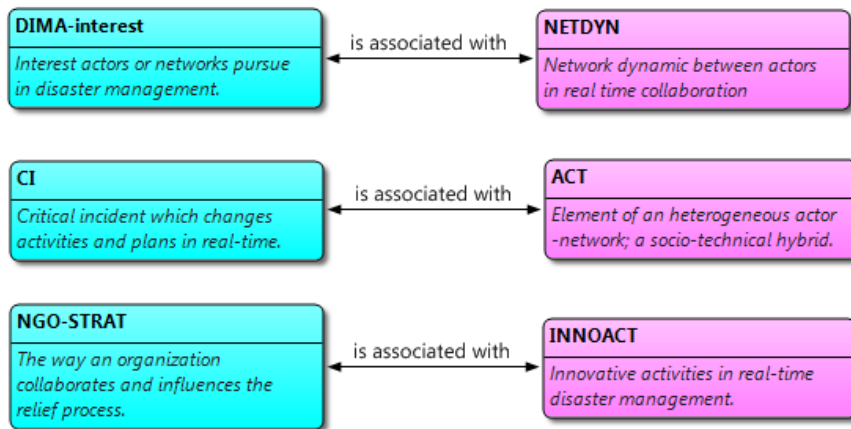 DIMA-interest
Interest actors or networks pursue
in disaster management.
is associated with
NETDYN
Network dynamic between actors
in real time collaboration
CI
Critical incident which changes
activities and plans in real-time.
is associated with
ACT
Element of an heterogeneous actor
-network; a socio-technical hybrid.
NGO-STRAT
The way an organization
collaborates and influences the
relief process.
is associated with
INNOACT
Innovative activities in real-time
disaster management.